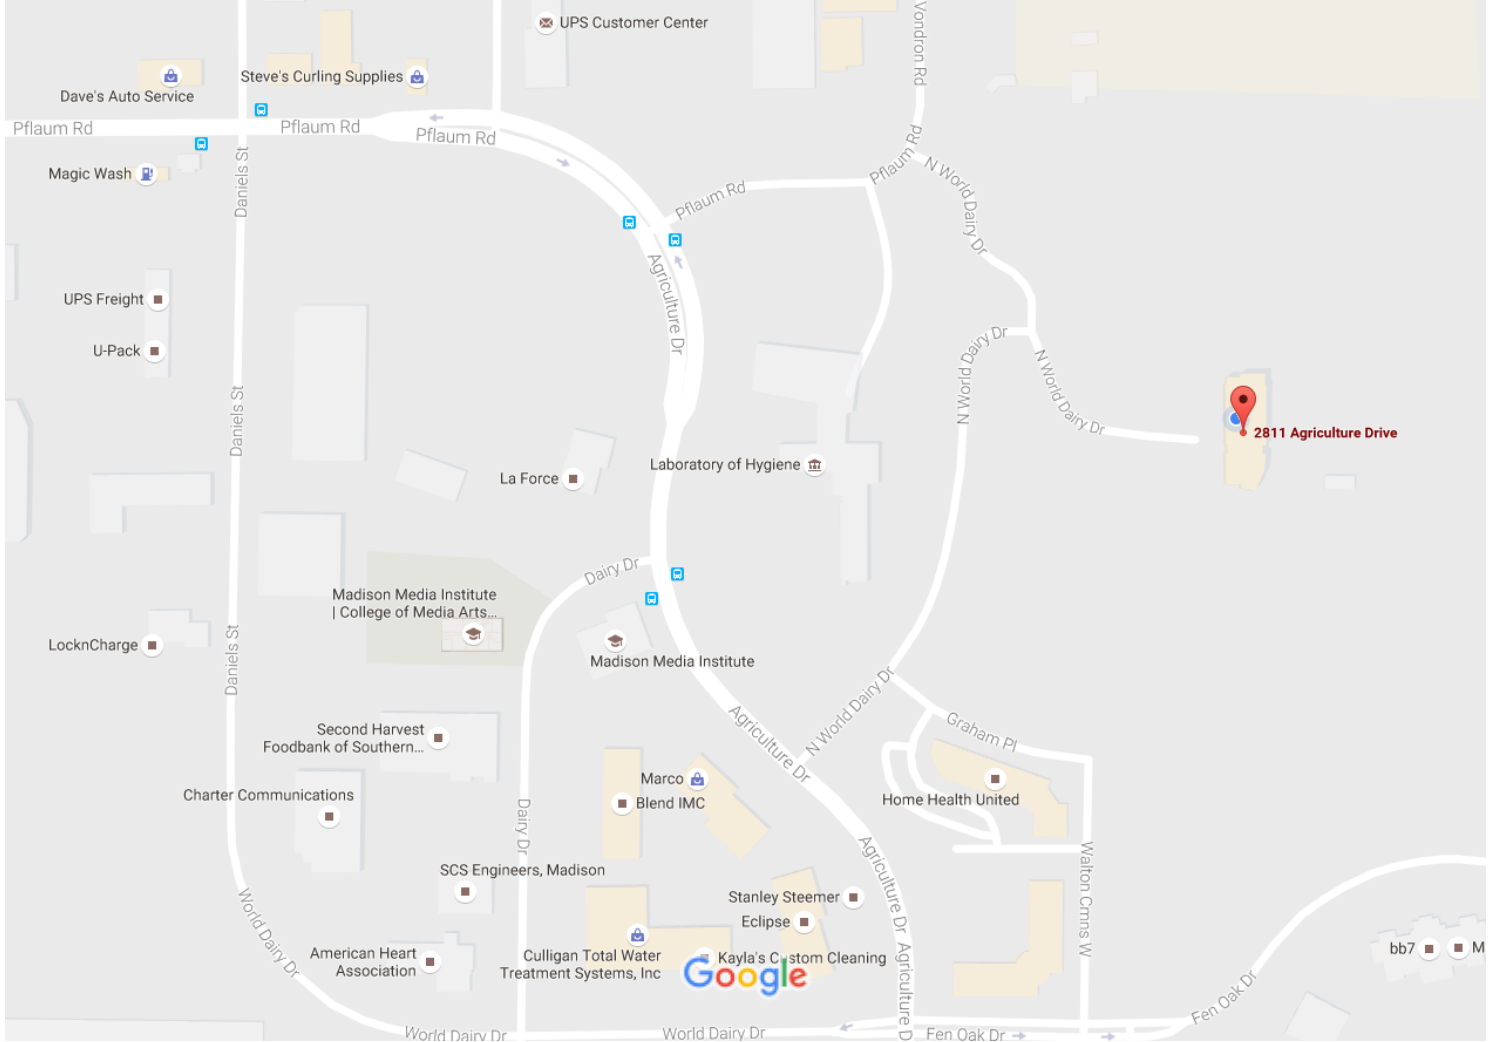 UPS Customer Center
Vondron Rd
Steve's Curling Supplies
Dave's Auto Service
Pflaum Rd
Pflaum Rd
Pflaum Rd
Pflaum Rd
Pflaum Rd
N World Dairy Dr
Magic Wash
Daniels St
Agriculture Dr
UPS Freight
U-Pack
N World Dairy Dr
N World Dairy Dr
Daniels St
2811 Agriculture Drive
Laboratory of Hygiene
La Force
Dairy Dr
Madison Media Institute
| College of Media Arts...
LocknCharge
Daniels St
Madison Media Institute
N World Dairy Dr
Agriculture Dr
Graham Pl
Second Harvest
Foodbank of Southern...
Marco
Blend IMC
Home Health United
Charter Communications
Dairy Dr
Agriculture Dr
Walton Cmns W
SCS Engineers, Madison
Stanley Steemer
Eclipse
World Dairy Dr
American Heart
Association
Culligan Total Water
Treatment Systems, Inc
Kayla's Custom Cleaning
Google
Agriculture D
bb7
M
Fen Oak Dr
World Dairy Dr
World Dairy Dr
Fen Oak Dr